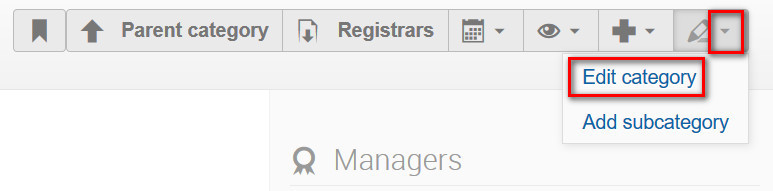 Parent category Registrars
Edit category
Add subcategory
Managers